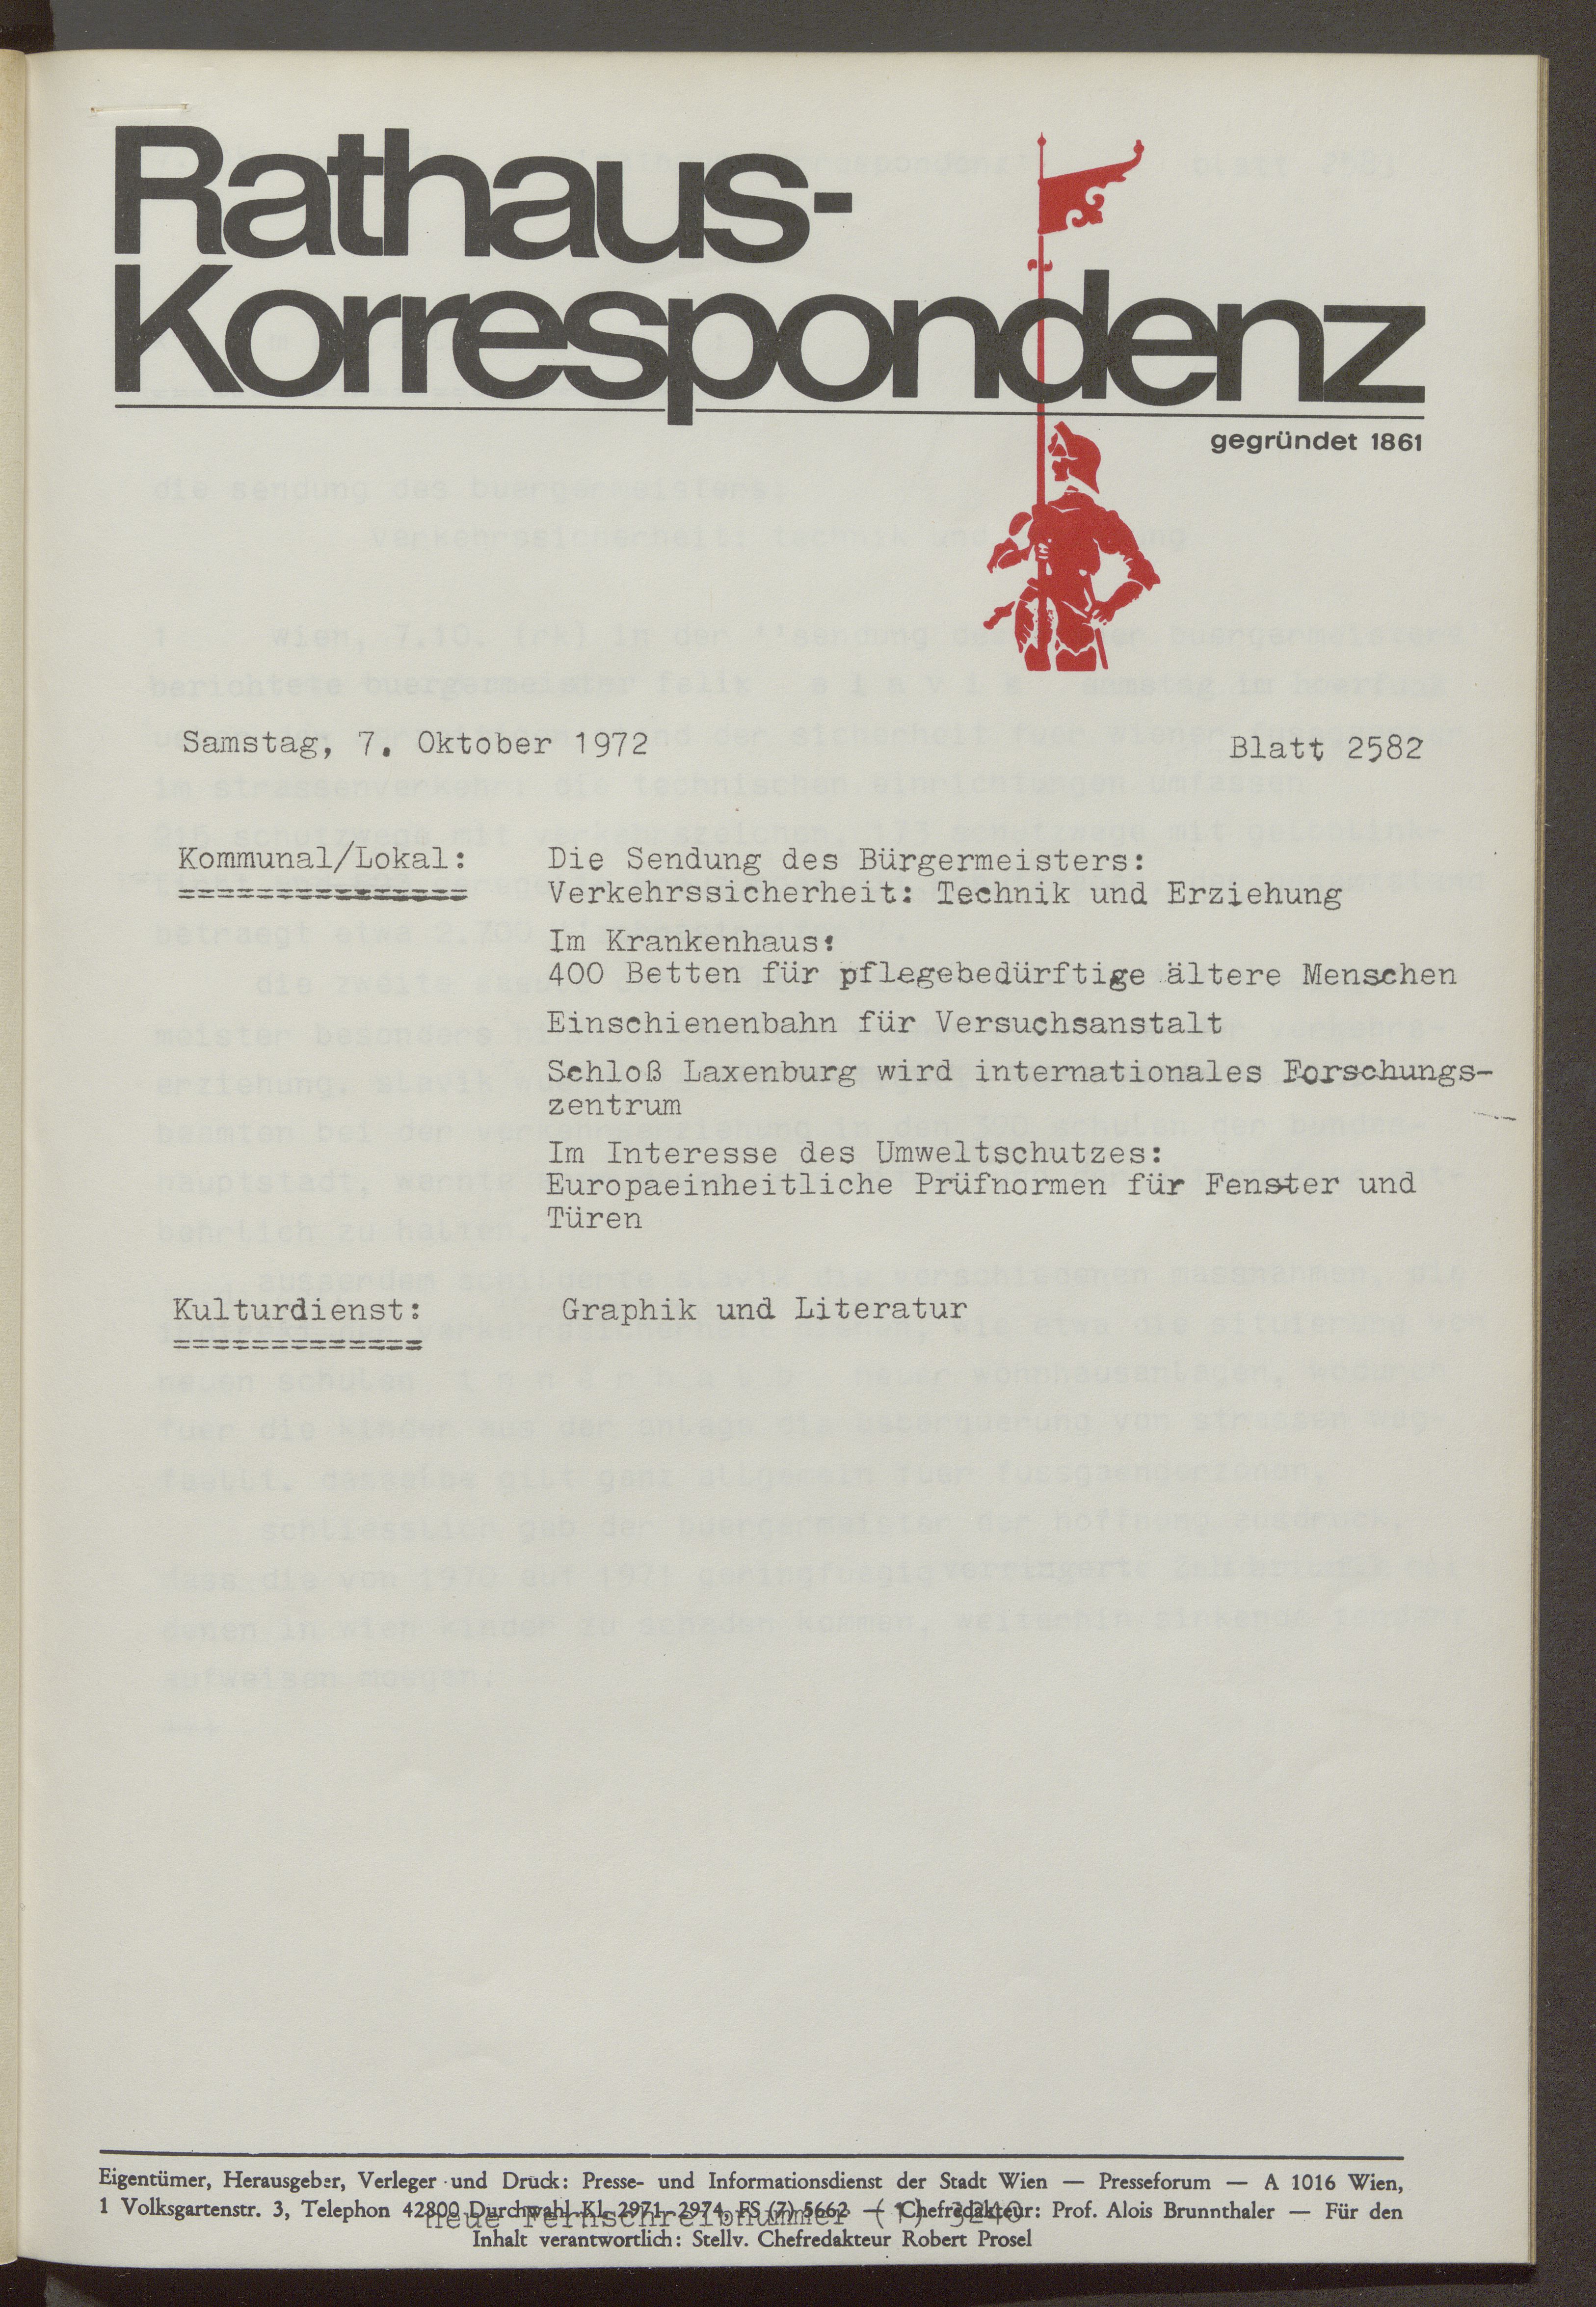 Rathaus-
Korrespondenz
gegründet 1861
Samstag, 7. Oktober 1972 Blatt 2582
Kommunal/Lokal: Die Sendung des Bürgermeisters:
=============== Verkehrssicherheit: Technik und Erziehung
Im Krankenhaus:
400 Betten für pflegebedürftige ältere Menschen
Einschienenbahn für Versuchsanstalt
Schloß Laxenburg wird internationales Forschungs-
zentrum
Im Interesse des Umweltschutzes:
Europaeinheitliche Prüfnormen für Fenster und
Türen
Kulturdienst: Graphik und Literatur
=============
Eigentümer, Herausgeber, Verleger und Druck: Presse- und Informationsdienst der Stadt Wien — Presseforum — A 1016 Wien,
1 Volksgartenstr. 3, Telephon 42800 Durchwahl Kl. 2971–2974, FS (7) 5662 — Chefredakteur: Prof. Alois Brunnthaler — Für den
neue Fernschreibnummer (1) 3240
Inhalt verantwortlich: Stellv. Chefredakteur Robert Prosel